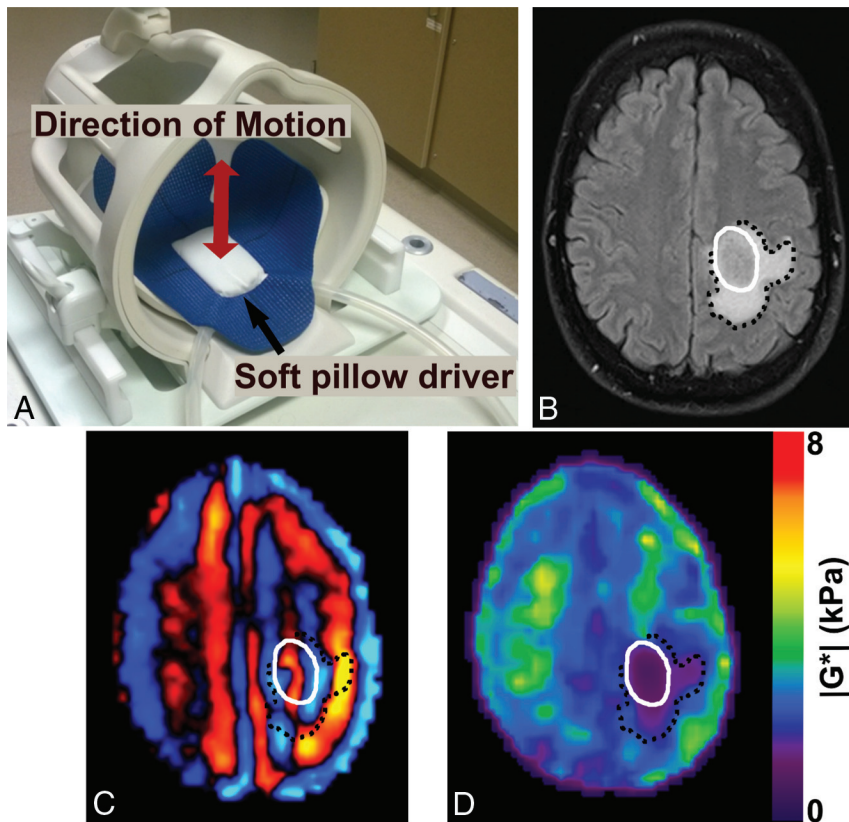 Direction of Motion
Soft pillow driver
A
B
C
D
8
|G*| (kPa)
0